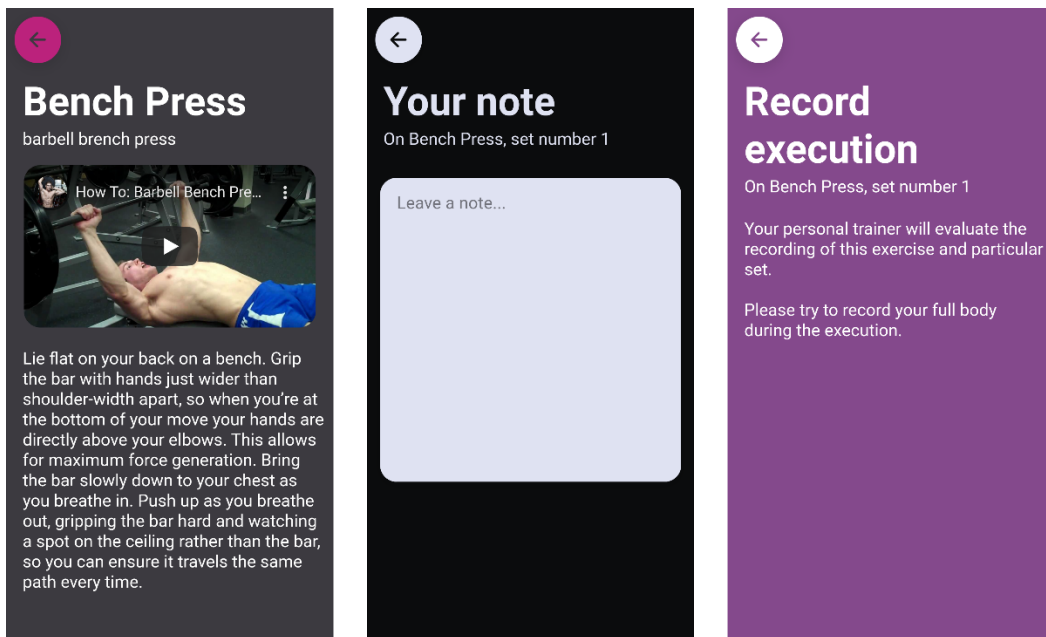 Bench Press
barbell brench press
How To: Barbell Bench Pre...
Lie flat on your back on a bench. Grip
the bar with hands just wider than
shoulder-width apart, so when you’re at
the bottom of your move your hands are
directly above your elbows. This allows
for maximum force generation. Bring
the bar slowly down to your chest as
you breathe in. Push up as you breathe
out, gripping the bar hard and watching
a spot on the ceiling rather than the bar,
so you can ensure it travels the same
path every time.
Your note
On Bench Press, set number 1
Leave a note...
Record
execution
On Bench Press, set number 1
Your personal trainer will evaluate the
recording of this exercise and particular
set.
Please try to record your full body
during the execution.